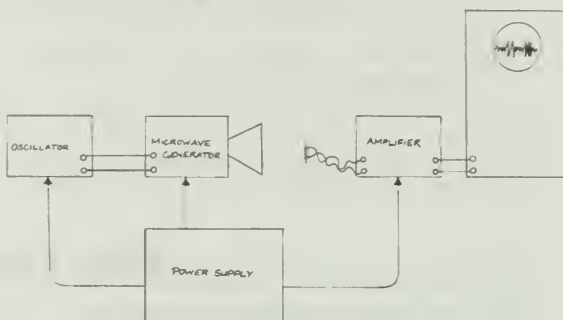 OSCILLATOR
MICROWAVE
GENERATOR
AMPLIFIER
POWER SUPPLY